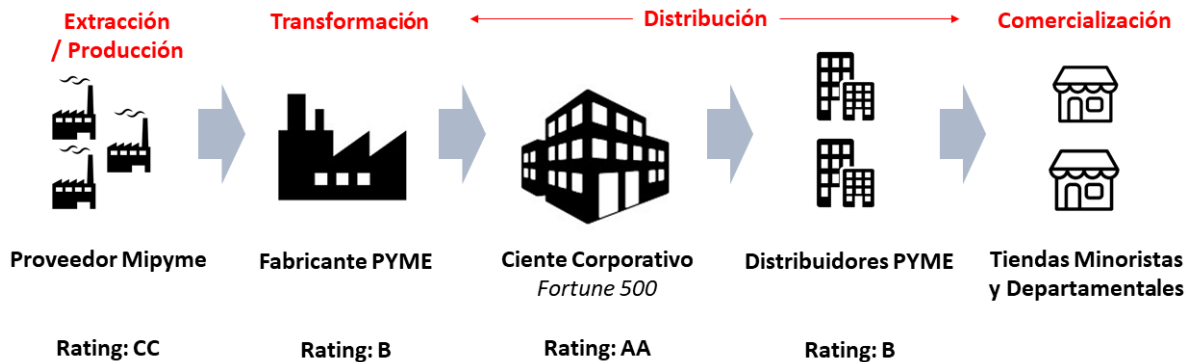 Extracción
/ Producción
Transformación
Distribución
Comercialización
Proveedor Mipyme
Fabricante PYME
Ciente Corporativo
Fortune 500
Distribuidores PYME
Tiendas Minoristas
y Departamentales
Rating: CC
Rating: B
Rating: AA
Rating: B